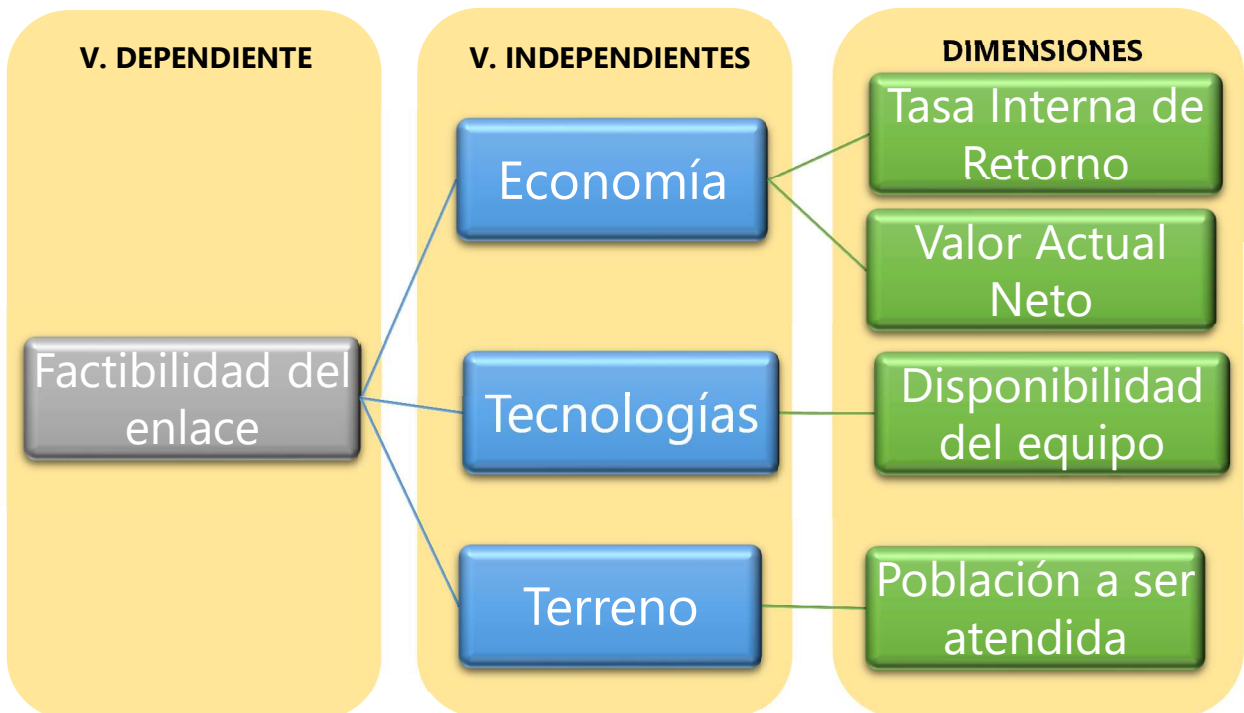 V. DEPENDIENTE
V. INDEPENDIENTES
DIMENSIONES
Factibilidad del
enlace
Economía
Tecnologías
Terreno
Tasa Interna de
Retorno
Valor Actual
Neto
Disponibilidad
del equipo
Población a ser
atendida